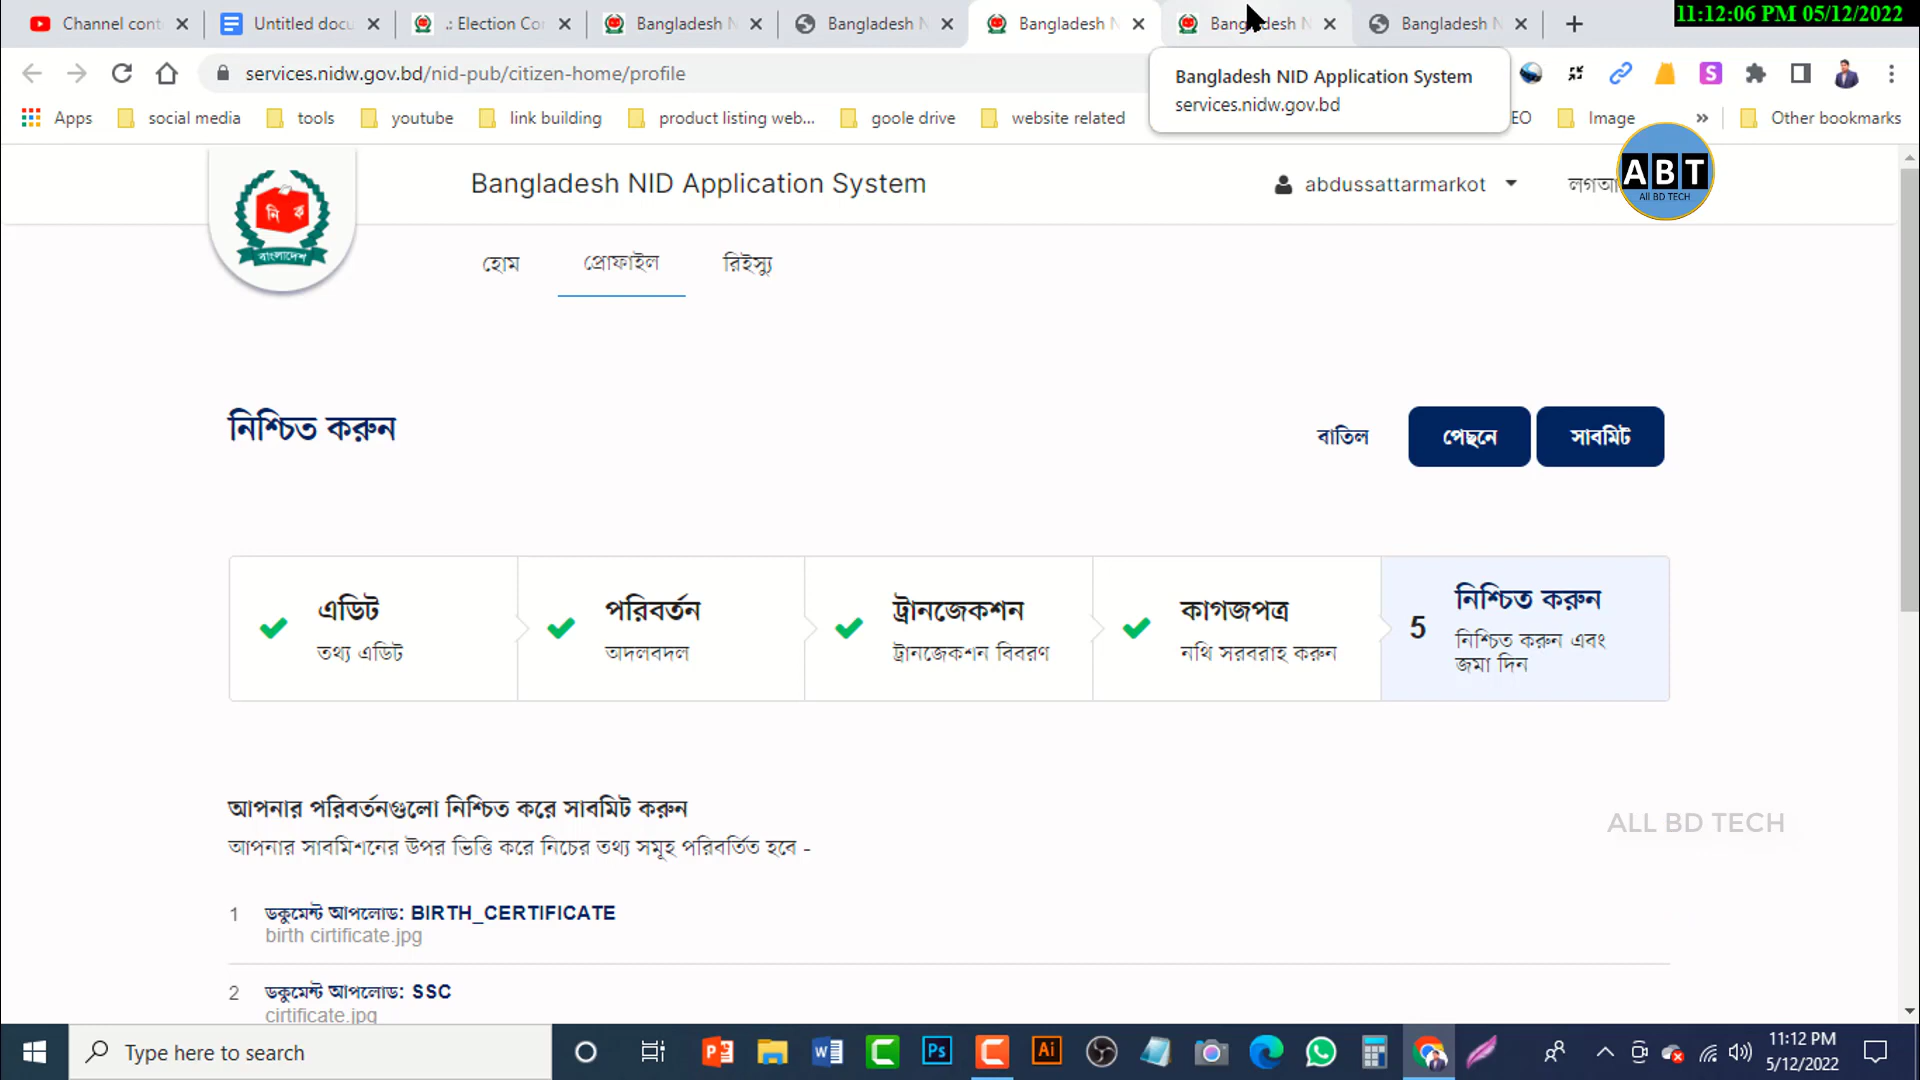 Channel cont
Untitled docu
.: Election Co
Bangladesh N
Bangladesh N
Bangladesh N
Bangladesh N
Bangladesh N
11:12:06 PM 05/12/2022
services.nidw.gov.bd/nid-pub/citizen-home/profile
Bangladesh NID Application System
services.nidw.gov.bd
Apps
social media
tools
youtube
link building
product listing web...
goole drive
website related
EO
Image
Other bookmarks
নি ক
বাংলাদেশ
Bangladesh NID Application System
abdussattarmarkot
লগআ
ABT
All BD TECH
হোম
প্রোফাইল
রিইস্যু
নিশ্চিত করুন
বাতিল
পেছনে
সাবমিট
এডিট
তথ্য এডিট
পরিবর্তন
অদলবদল
ট্রানজেকশন
ট্রানজেকশন বিবরণ
কাগজপত্র
নথি সরবরাহ করুন
5
নিশ্চিত করুন
নিশ্চিত করুন এবং
জমা দিন
আপনার পরিবর্তনগুলো নিশ্চিত করে সাবমিট করুন
আপনার সাবমিশনের উপর ভিত্তি করে নিচের তথ্য সমূহ পরিবর্তিত হবে -
ALL BD TECH
1 ডকুমেন্ট আপলোড: BIRTH_CERTIFICATE
birth cirtificate.jpg
2 ডকুমেন্ট আপলোড: SSC
cirtificate.jpg
Type here to search
Ps
Ai
11:12 PM
5/12/2022